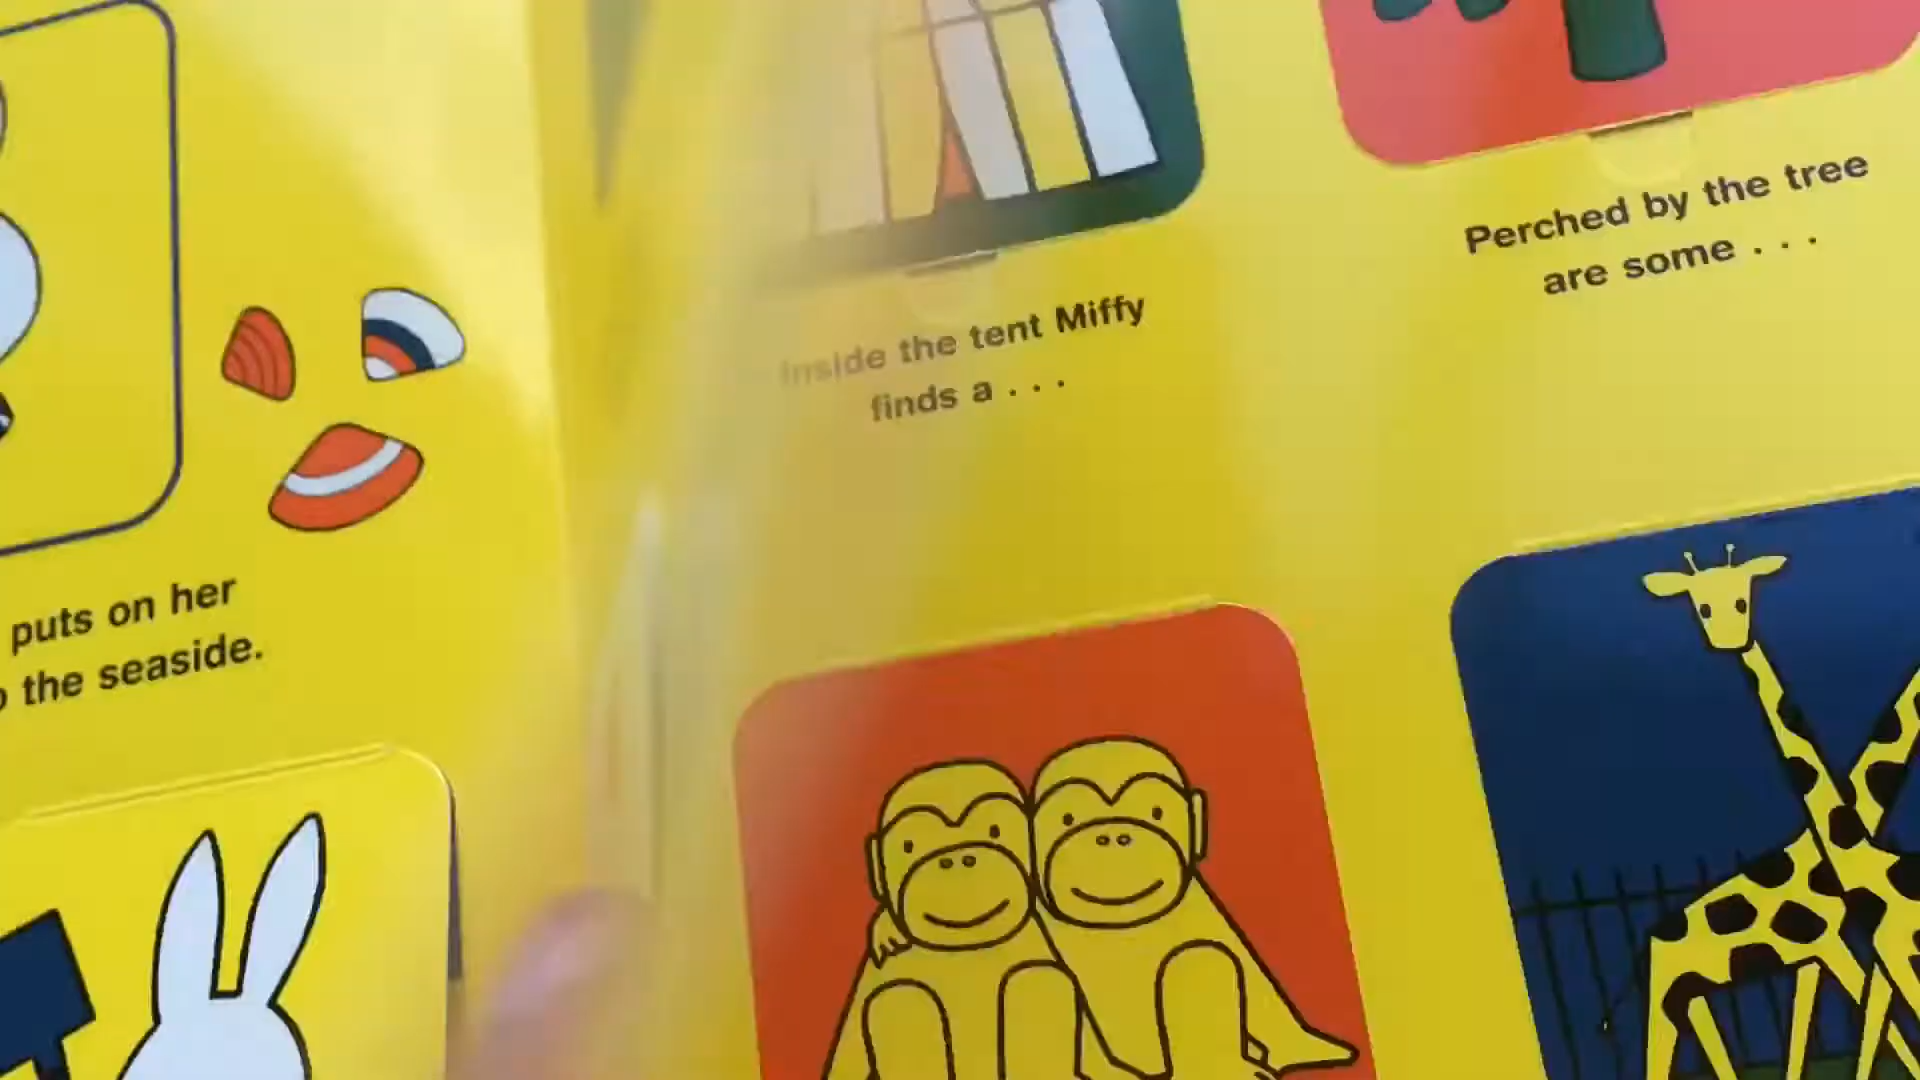 puts on her
the seaside.
Inside the tent Miffy
finds a . . .
Perched by the tree
are some . . .